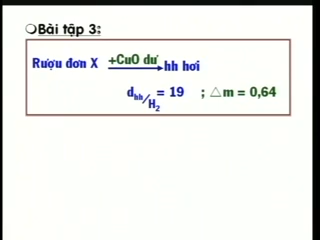 Bài tập 3:
Rượu đơn X +CuO dư hh hơi
dhh/H2 = 19 ; △m = 0,64